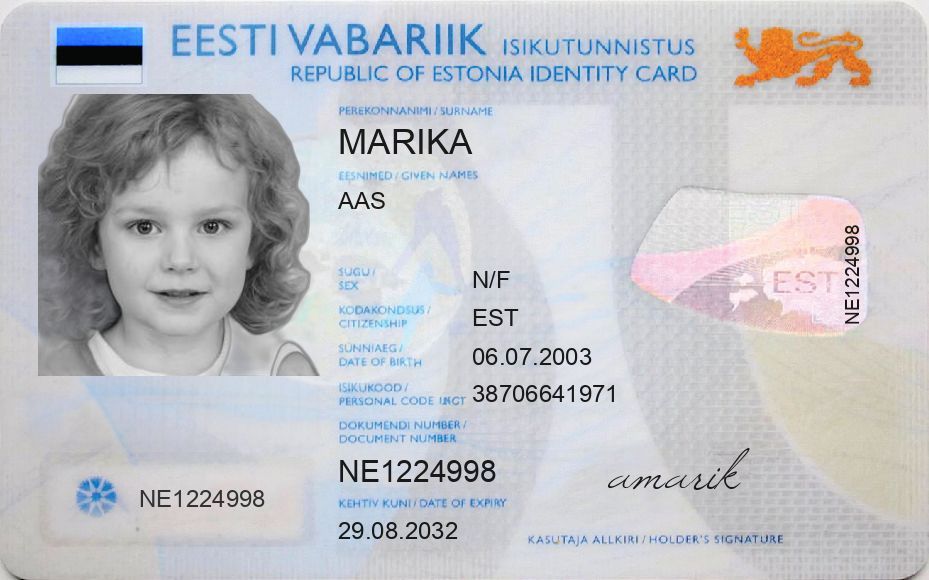 EESTI VABARIIK ISIKUTUNNISTUS
REPUBLIC OF ESTONIA IDENTITY CARD
PEREKONNANIMI / SURNAME
MARIKA
EESNIMED / GIVEN NAMES
AAS
SUGU /
SEX
N/F
KODAKONDSUS /
CITIZENSHIP
EST
SÜNNIAEG /
DATE OF BIRTH
06.07.2003
ISIKUKOOD /
PERSONAL CODE
38706641971
DOKUMENDI NUMBER /
DOCUMENT NUMBER
NE1224998
KEHTIV KUNI / DATE OF EXPIRY
29.08.2032
NE1224998
EST
NE1224998
amarik
KASUTAJA ALLKIRI / HOLDER'S SIGNATURE